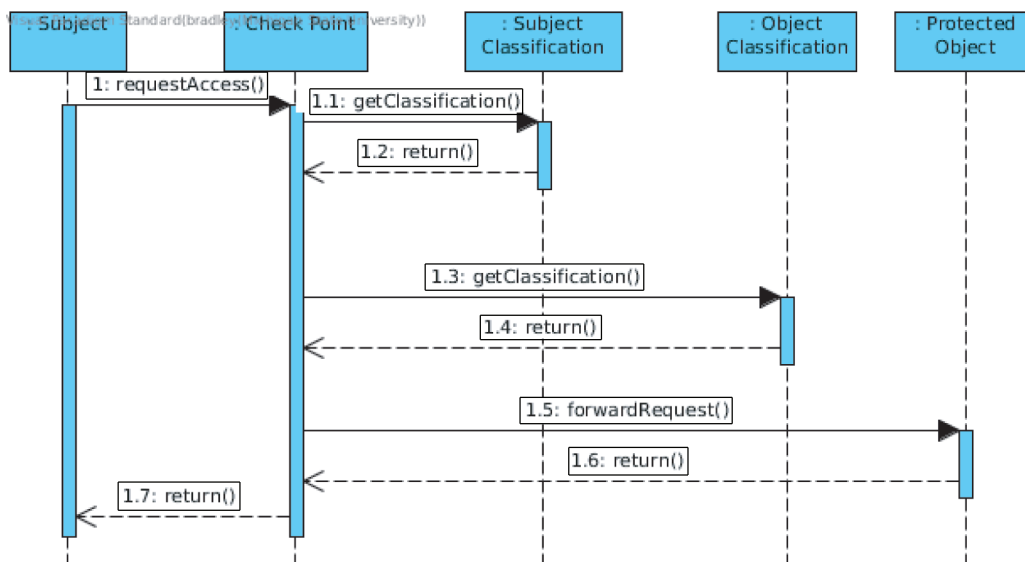 : Subject
: Check Point
: Subject
Classification
: Object
Classification
: Protected
Object
1: requestAccess()
1.1: getClassification()
1.2: return()
1.3: getClassification()
1.4: return()
1.5: forwardRequest()
1.6: return()
1.7: return()